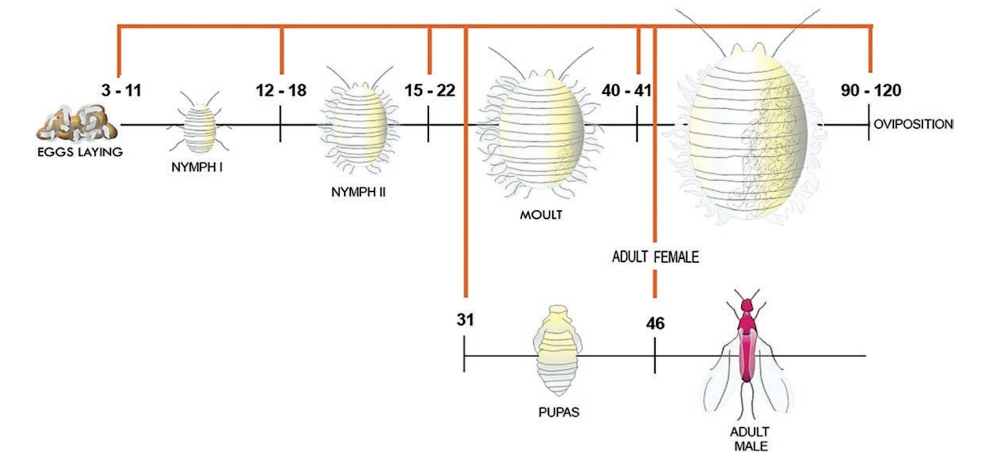 3 - 11
12 - 18
15 - 22
40 - 41
90 - 120
OVIPOSITION
EGGS LAYING
NYMPH I
NYMPH II
MOULT
ADULT FEMALE
31
46
PUPAS
ADULT
MALE